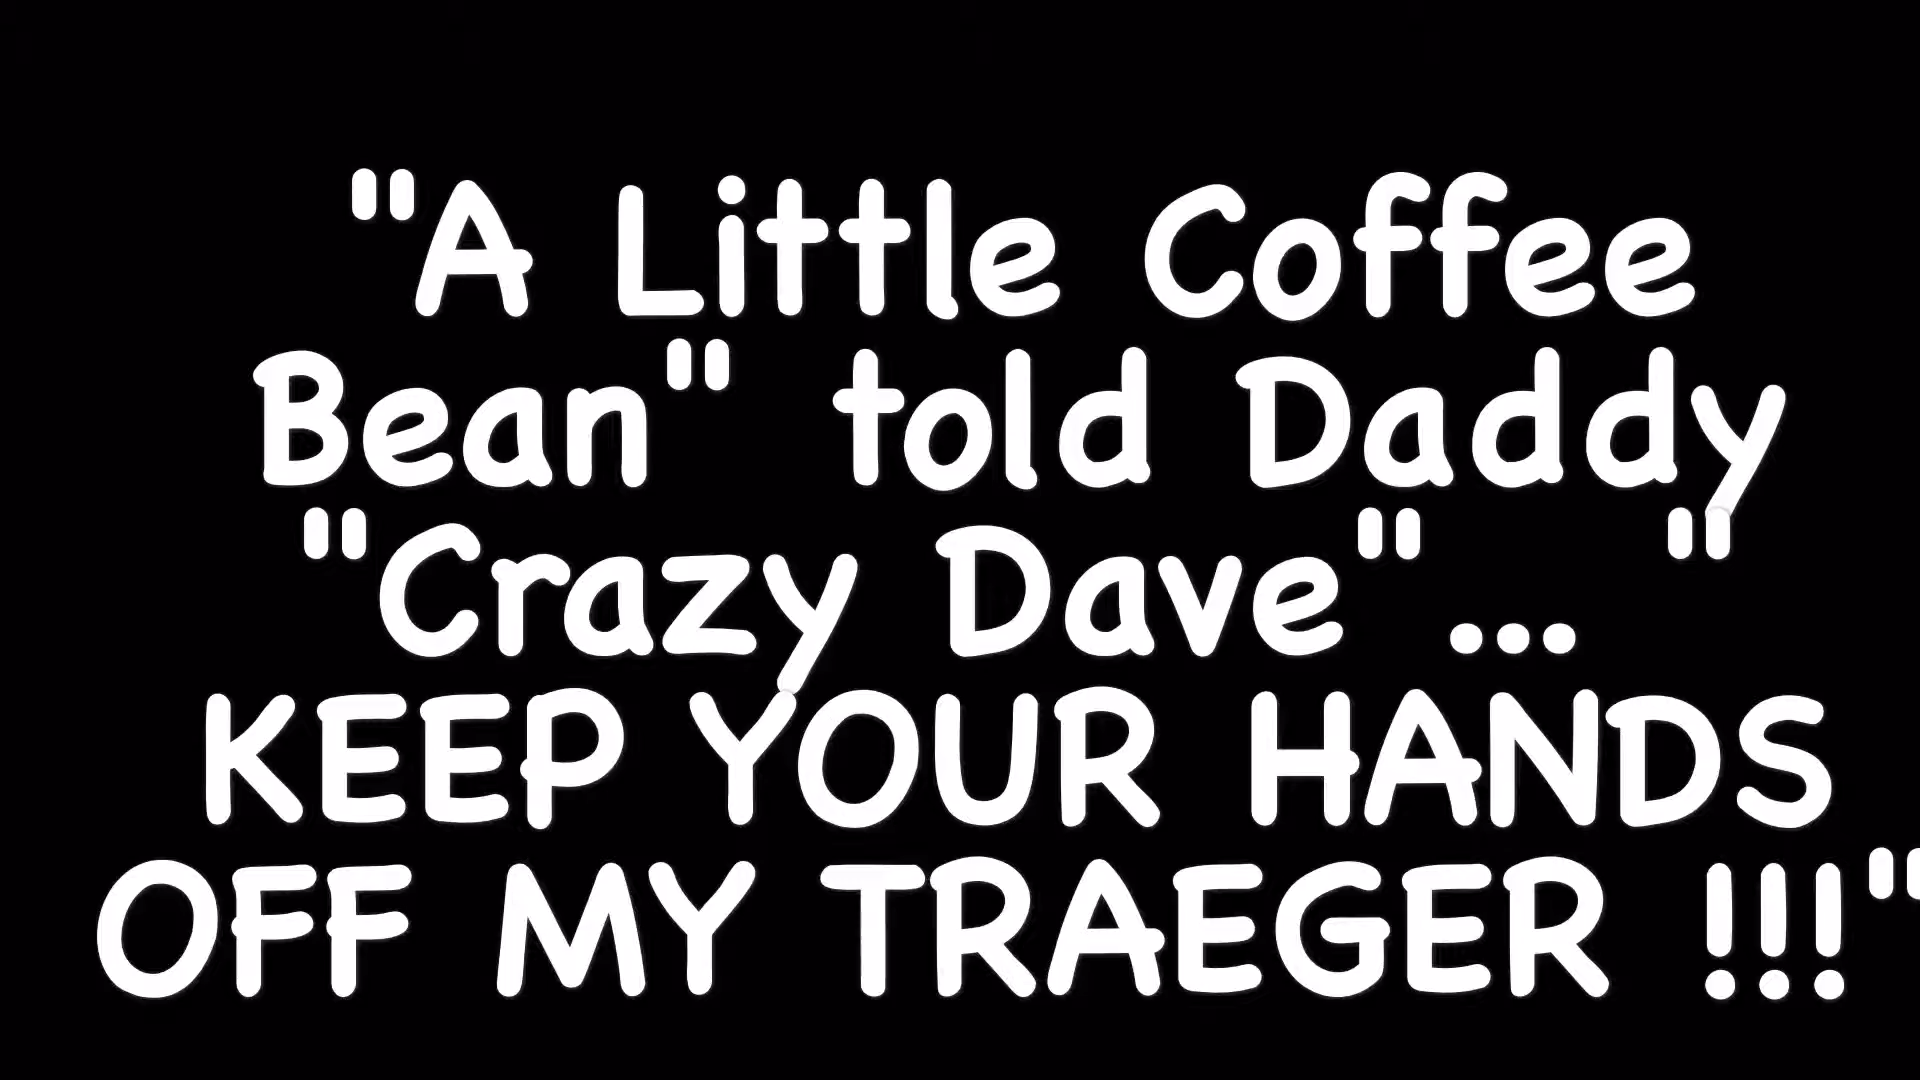 "A Little Coffee
Bean" told Daddy
"Crazy Dave" ... "
KEEP YOUR HANDS
OFF MY TRAEGER !!!"